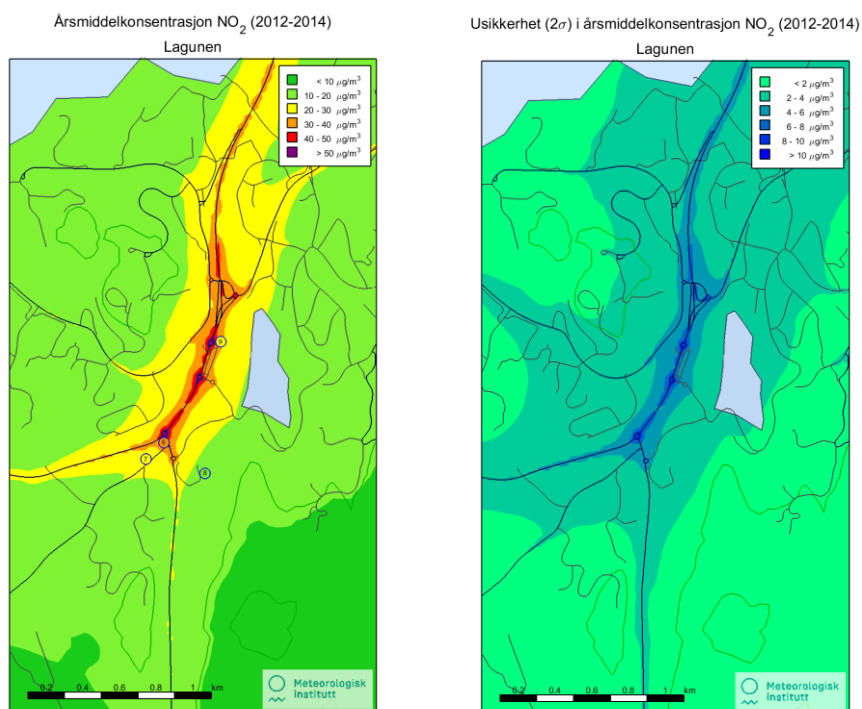 Årsmiddelkonsentrasjon NO2 (2012-2014)
Lagunen
< 10 μg/m3
10 - 20 μg/m3
20 - 30 μg/m3
30 - 40 μg/m3
40 - 50 μg/m3
> 50 μg/m3
9
6
7
8
0.2 0.4 0.6 0.8 1 km
Meteorologisk
Institutt
Usikkerhet (2σ) i årsmiddelkonsentrasjon NO2 (2012-2014)
Lagunen
< 2 μg/m3
2 - 4 μg/m3
4 - 6 μg/m3
6 - 8 μg/m3
8 - 10 μg/m3
> 10 μg/m3
0.2 0.4 0.6 0.8 1 km
Meteorologisk
Institutt